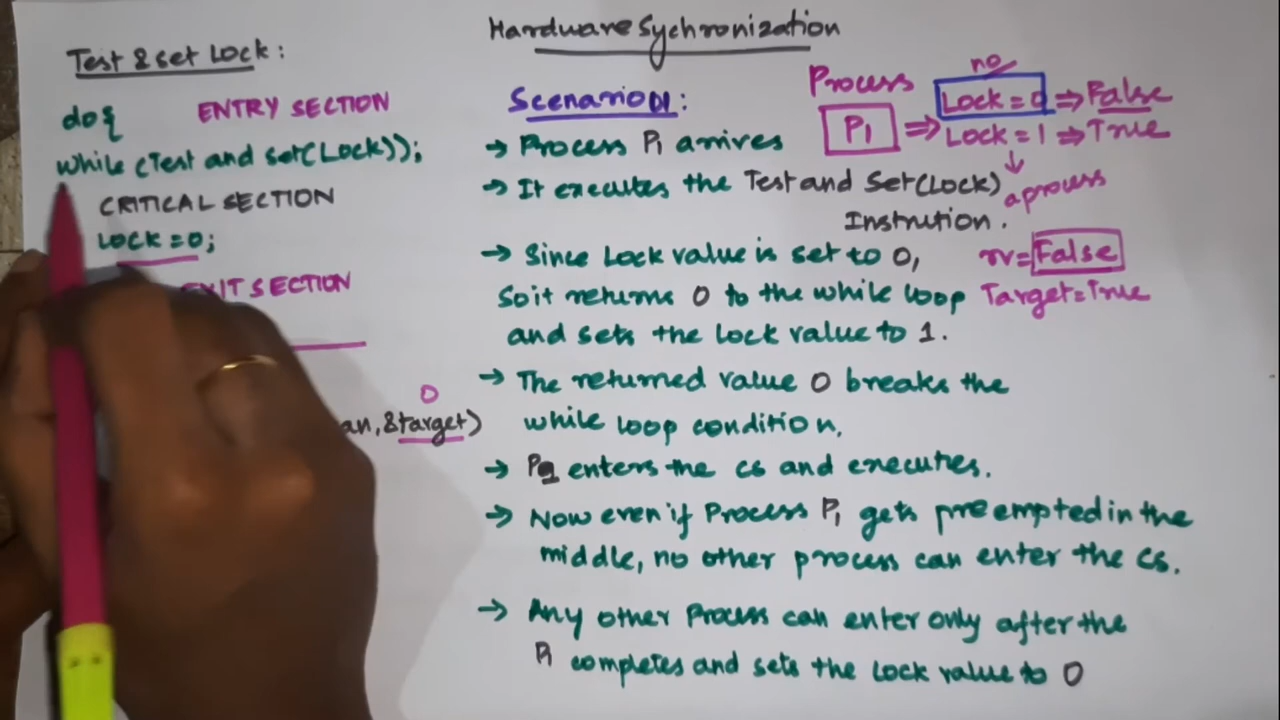 Hardware Sychronization
Test & set Lock:
do{ ENTRY SECTION
while (Test and set(Lock));
CRITICAL SECTION
Lock = 0;
EXIT SECTION
0
an, &target)
Scenario 01:
Process
P1 ⇒
no
Lock = 0 ⇒ False
Lock = 1 ⇒ True
↓
a process
→ Process P1 arrives
→ It executes the Test and Set(Lock)
Instrution.
→ Since Lock value is set to 0,
So it returns 0 to the while loop
and sets the lock value to 1.
rv = False
Target = True
→ The returned value 0 breaks the
while loop condition.
→ P1 enters the cs and executies.
→ Now even if Process P1 gets preempted in the
middle, no other process can enter the cs.
→ Any other Process can enter only after the
P1 completes and sets the lock value to 0